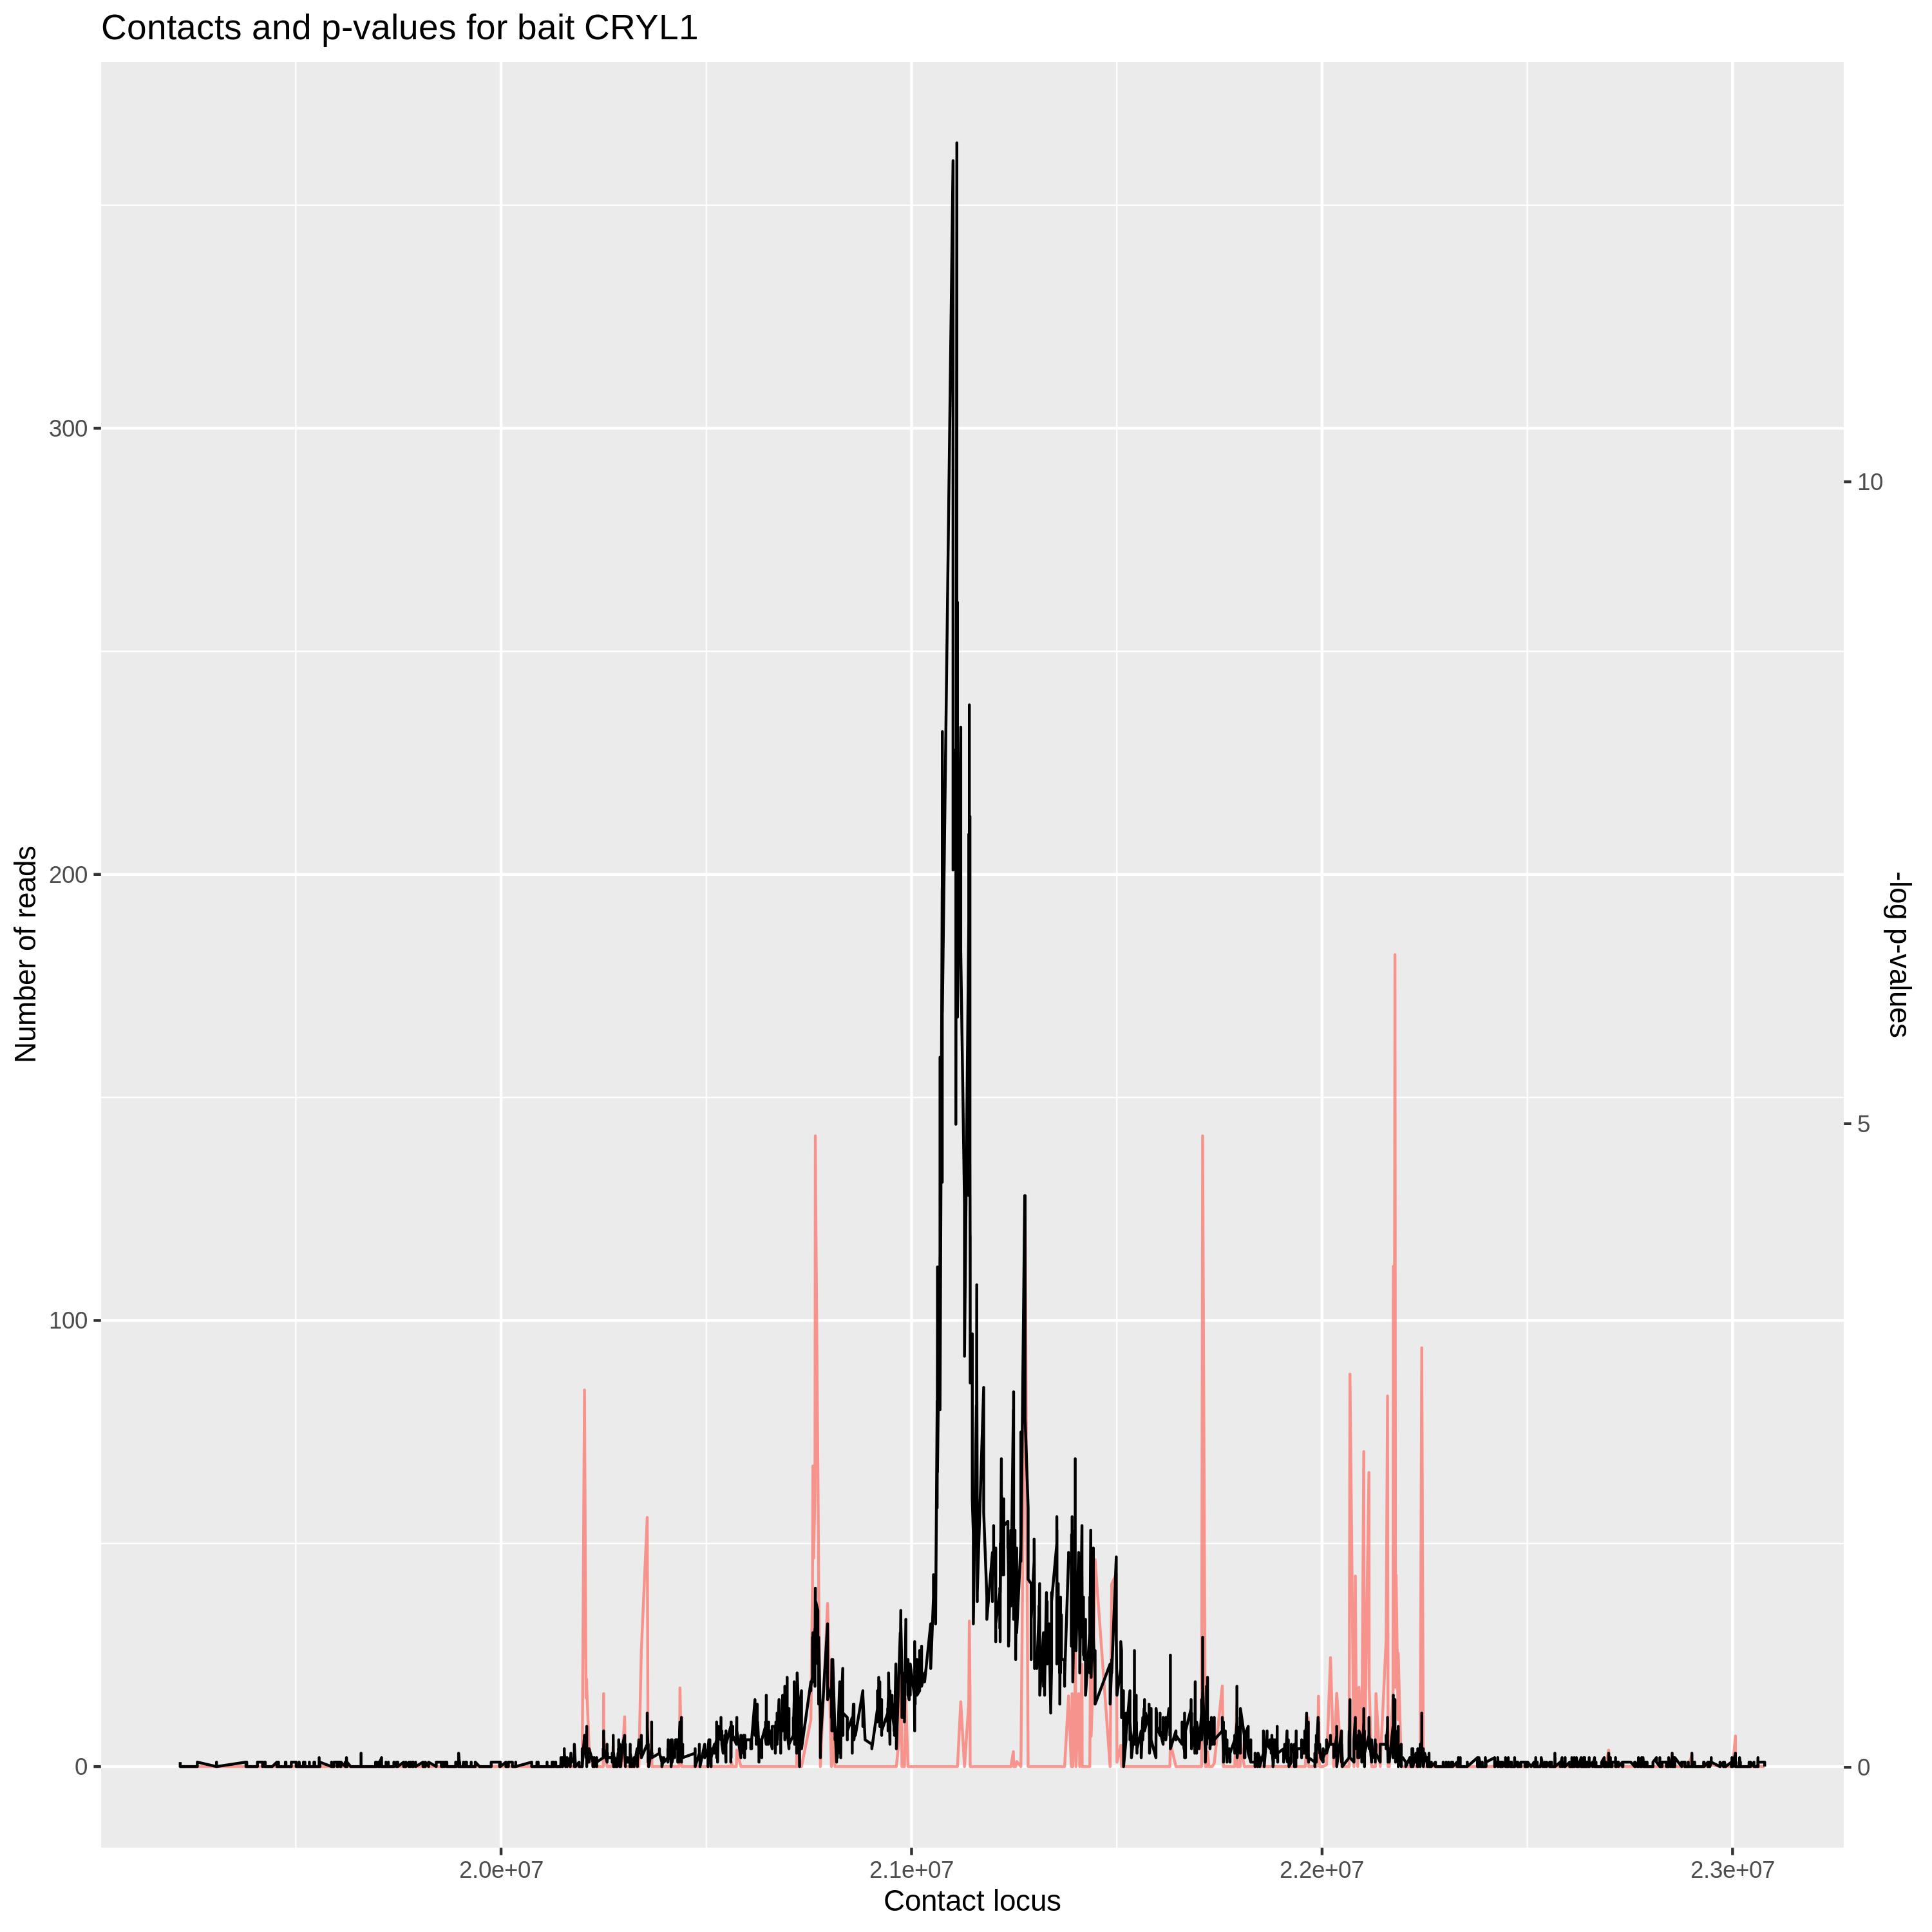 Contacts and p-values for bait CRYL1
300
200
100
0
Number of reads
10
5
0
-log p-values
2.0e+07
2.1e+07
2.2e+07
2.3e+07
Contact locus